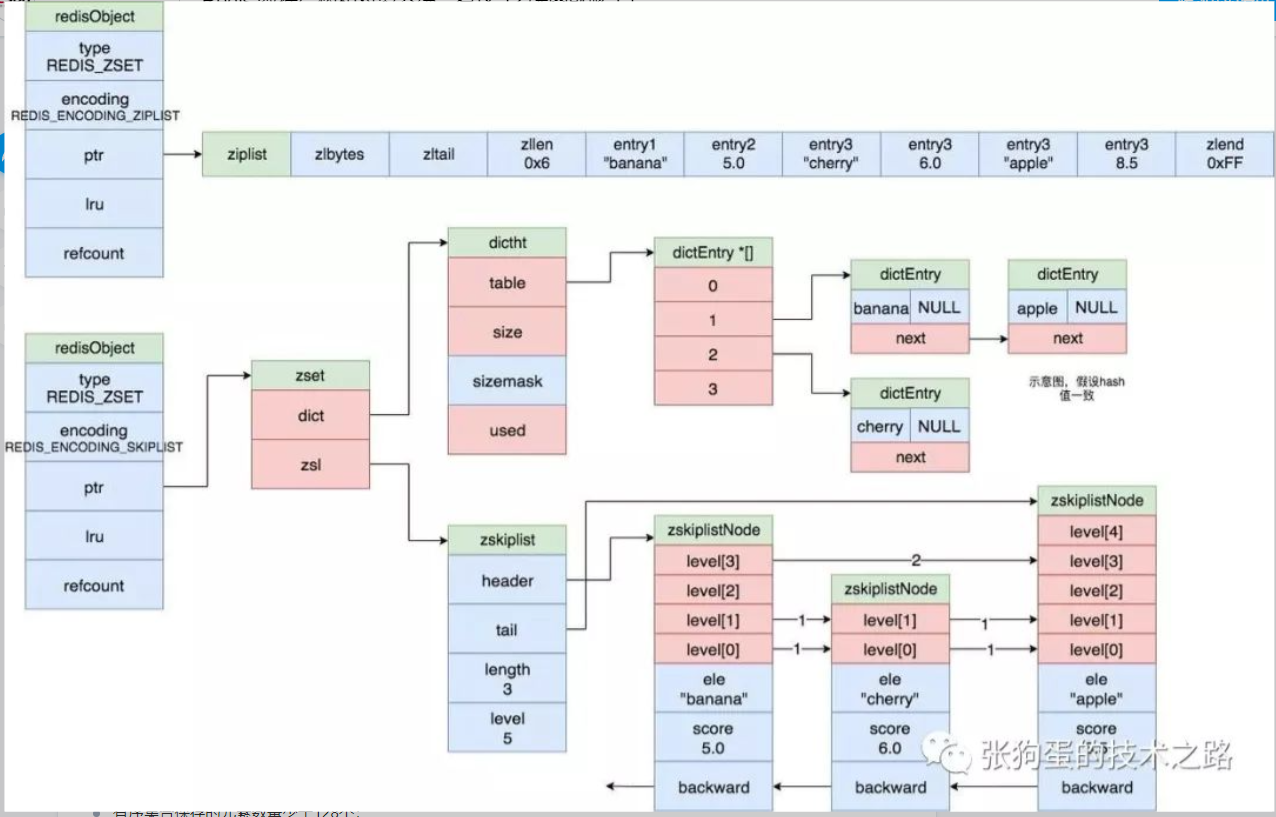 redisObject
type
REDIS_ZSET
encoding
REDIS_ENCODING_ZIPLIST
ptr
lru
refcount
ziplist
zlbytes
zltail
zllen
0x6
entry1
"banana"
entry2
5.0
entry3
"cherry"
entry3
6.0
entry3
"apple"
entry3
8.5
zlend
0xFF
redisObject
type
REDIS_ZSET
encoding
REDIS_ENCODING_SKIPLIST
ptr
lru
refcount
zset
dict
zsl
dictht
table
size
sizemask
used
dictEntry *[]
0
1
2
3
dictEntry
banana NULL
next
dictEntry
apple NULL
next
示意图，假设hash
值一致
dictEntry
cherry NULL
next
zskiplist
header
tail
length
3
level
5
zskiplistNode
level[3]
level[2]
level[1]
level[0]
ele
"banana"
score
5.0
backward
2
1
1
zskiplistNode
level[1]
level[0]
ele
"cherry"
score
6.0
backward
1
1
zskiplistNode
level[4]
level[3]
level[2]
level[1]
level[0]
ele
"apple"
score
backward
张狗蛋的技术之路